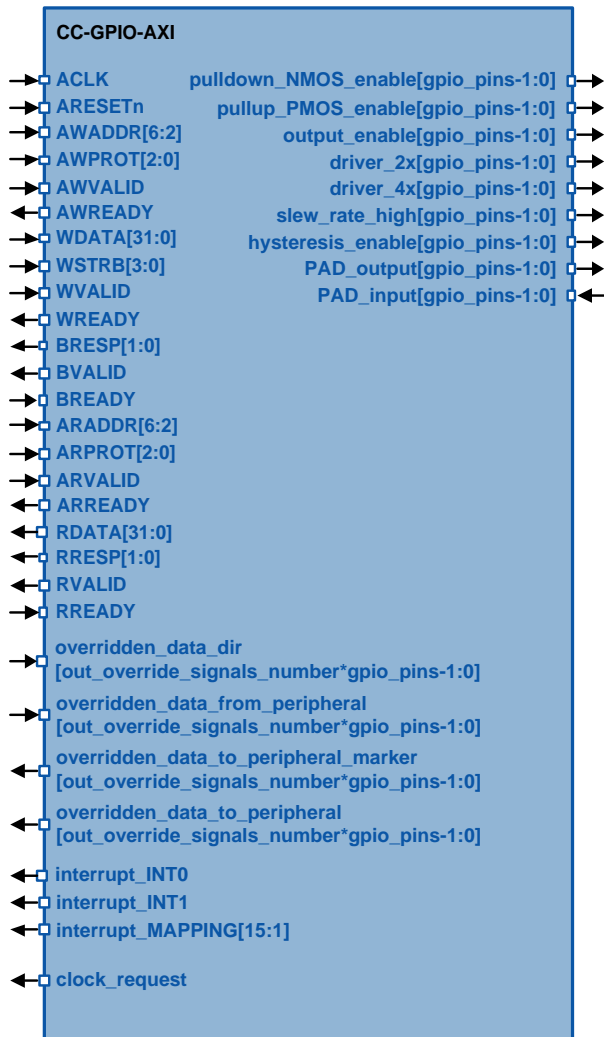 CC-GPIO-AXI
ACLK
ARESETn
AWADDR[6:2]
AWPROT[2:0]
AWVALID
AWREADY
WDATA[31:0]
WSTRB[3:0]
WVALID
WREADY
BRESP[1:0]
BVALID
BREADY
ARADDR[6:2]
ARPROT[2:0]
ARVALID
ARREADY
RDATA[31:0]
RRESP[1:0]
RVALID
RREADY
pulldown_NMOS_enable[gpio_pins-1:0]
pullup_PMOS_enable[gpio_pins-1:0]
output_enable[gpio_pins-1:0]
driver_2x[gpio_pins-1:0]
driver_4x[gpio_pins-1:0]
slew_rate_high[gpio_pins-1:0]
hysteresis_enable[gpio_pins-1:0]
PAD_output[gpio_pins-1:0]
PAD_input[gpio_pins-1:0]
overridden_data_dir
[out_override_signals_number*gpio_pins-1:0]
overridden_data_from_peripheral
[out_override_signals_number*gpio_pins-1:0]
overridden_data_to_peripheral_marker
[out_override_signals_number*gpio_pins-1:0]
overridden_data_to_peripheral
[out_override_signals_number*gpio_pins-1:0]
interrupt_INT0
interrupt_INT1
interrupt_MAPPING[15:1]
clock_request